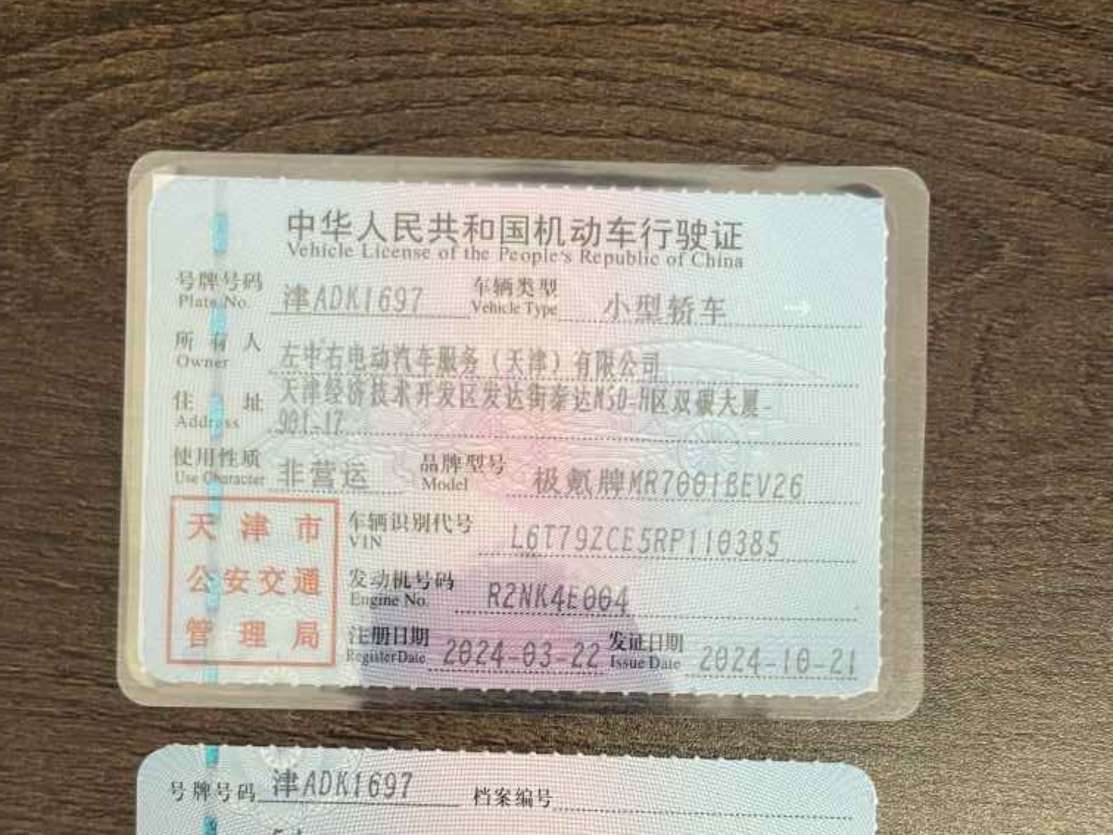 中华人民共和国机动车行驶证
Vehicle License of the People's Republic of China
号牌号码 津ADK1697 车辆类型 小型轿车
Plate No. Vehicle Type
所有人 左中右电动汽车服务（天津）有限公司
Owner
住址 天津经济技术开发区发达街泰达MSD-H区双碳大厦-
Address 901-17
使用性质 非营运 品牌型号 极氪牌MR7001BEV26
Use Character Model
天津市 车辆识别代号 L6T79ZCE5RP110385
VIN
公安交通 发动机号码 R2NK4E004
Engine No.
管理局 注册日期 2024-03-22 发证日期 2024-10-21
Register Date Issue Date
号牌号码 津ADK1697 档案编号